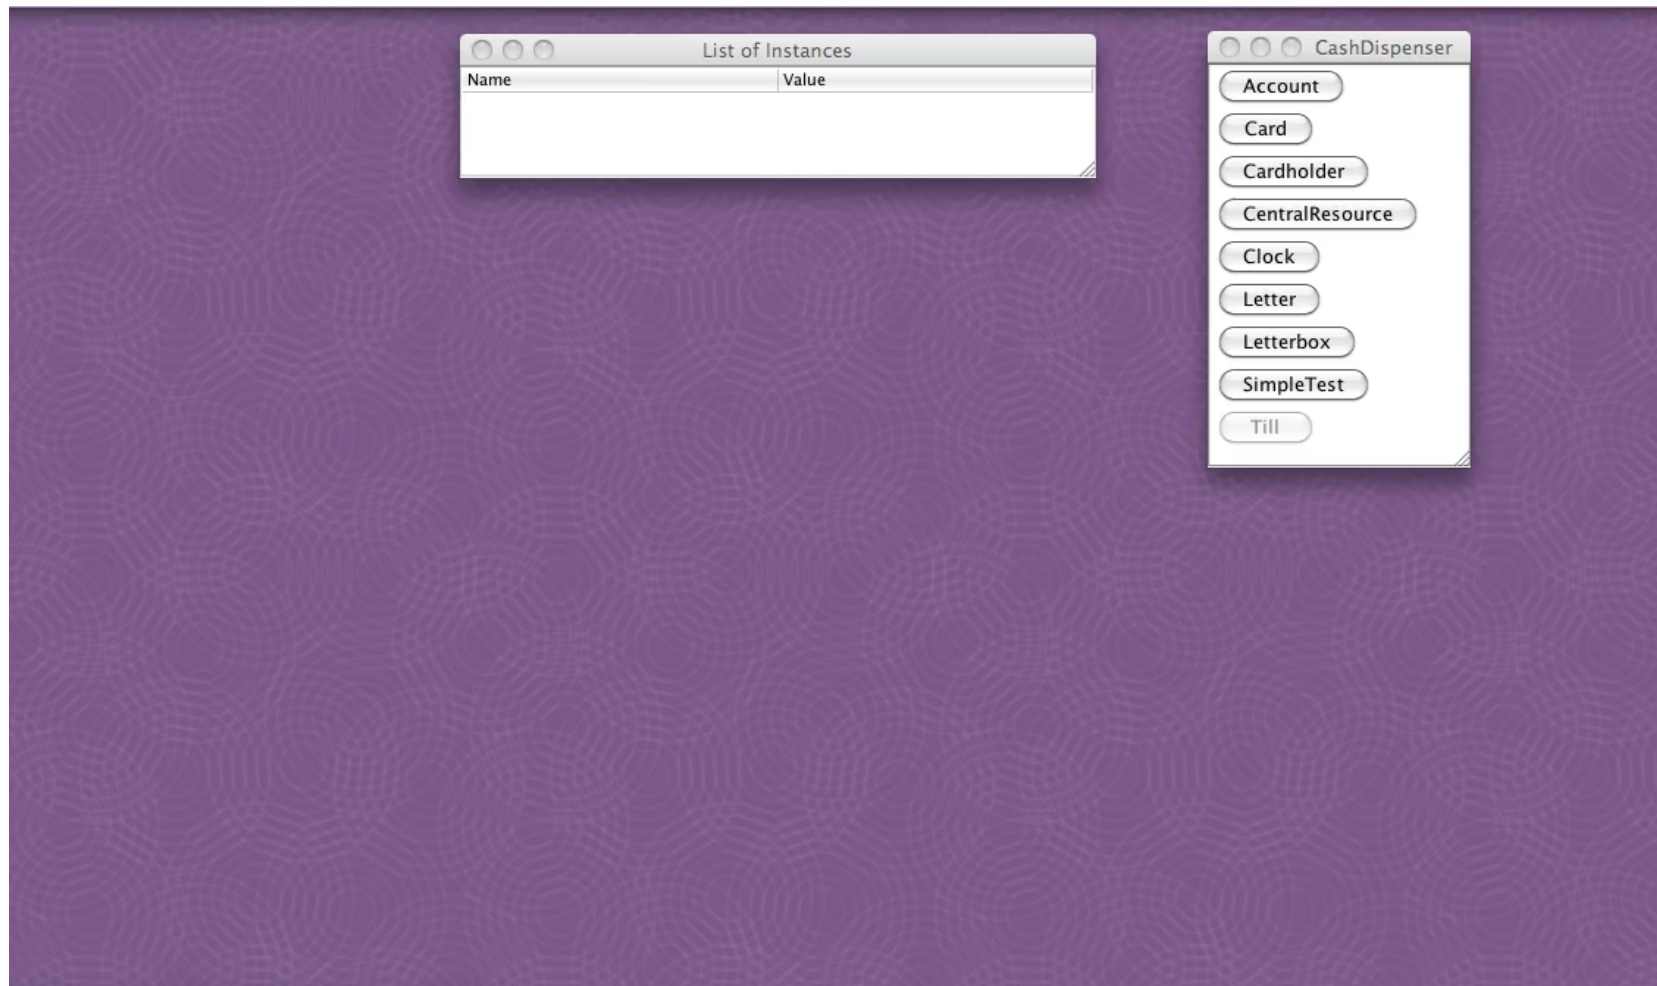 List of Instances
Name Value
CashDispenser
Account
Card
Cardholder
CentralResource
Clock
Letter
Letterbox
SimpleTest
Till